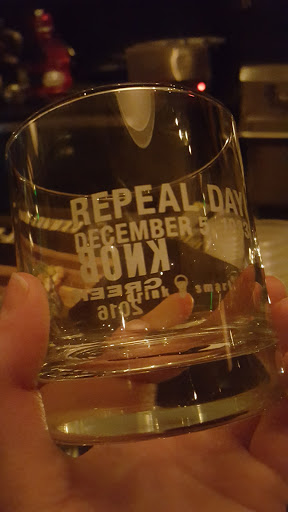 REPEAL DAY
DECEMBER 5, 1933
KNOB
CREEK
2016